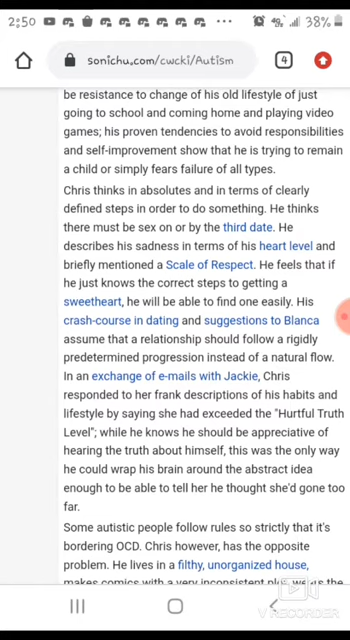 2:50 38%
sonichu.com/cwcki/Autism 4
be resistance to change of his old lifestyle of just
going to school and coming home and playing video
games; his proven tendencies to avoid responsibilities
and self-improvement show that he is trying to remain
a child or simply fears failure of all types.
Chris thinks in absolutes and in terms of clearly
defined steps in order to do something. He thinks
there must be sex on or by the third date. He
describes his sadness in terms of his heart level and
briefly mentioned a Scale of Respect. He feels that if
he just knows the correct steps to getting a
sweetheart, he will be able to find one easily. His
crash-course in dating and suggestions to Blanca
assume that a relationship should follow a rigidly
predetermined progression instead of a natural flow.
In an exchange of e-mails with Jackie, Chris
responded to her frank descriptions of his habits and
lifestyle by saying she had exceeded the "Hurtful Truth
Level"; while he knows he should be appreciative of
hearing the truth about himself, this was the only way
he could wrap his brain around the abstract idea
enough to be able to tell her he thought she'd gone too
far.
Some autistic people follow rules so strictly that it's
bordering OCD. Chris however, has the opposite
problem. He lives in a filthy, unorganized house,
makes comics with a very inconsistent the
V RECORDER